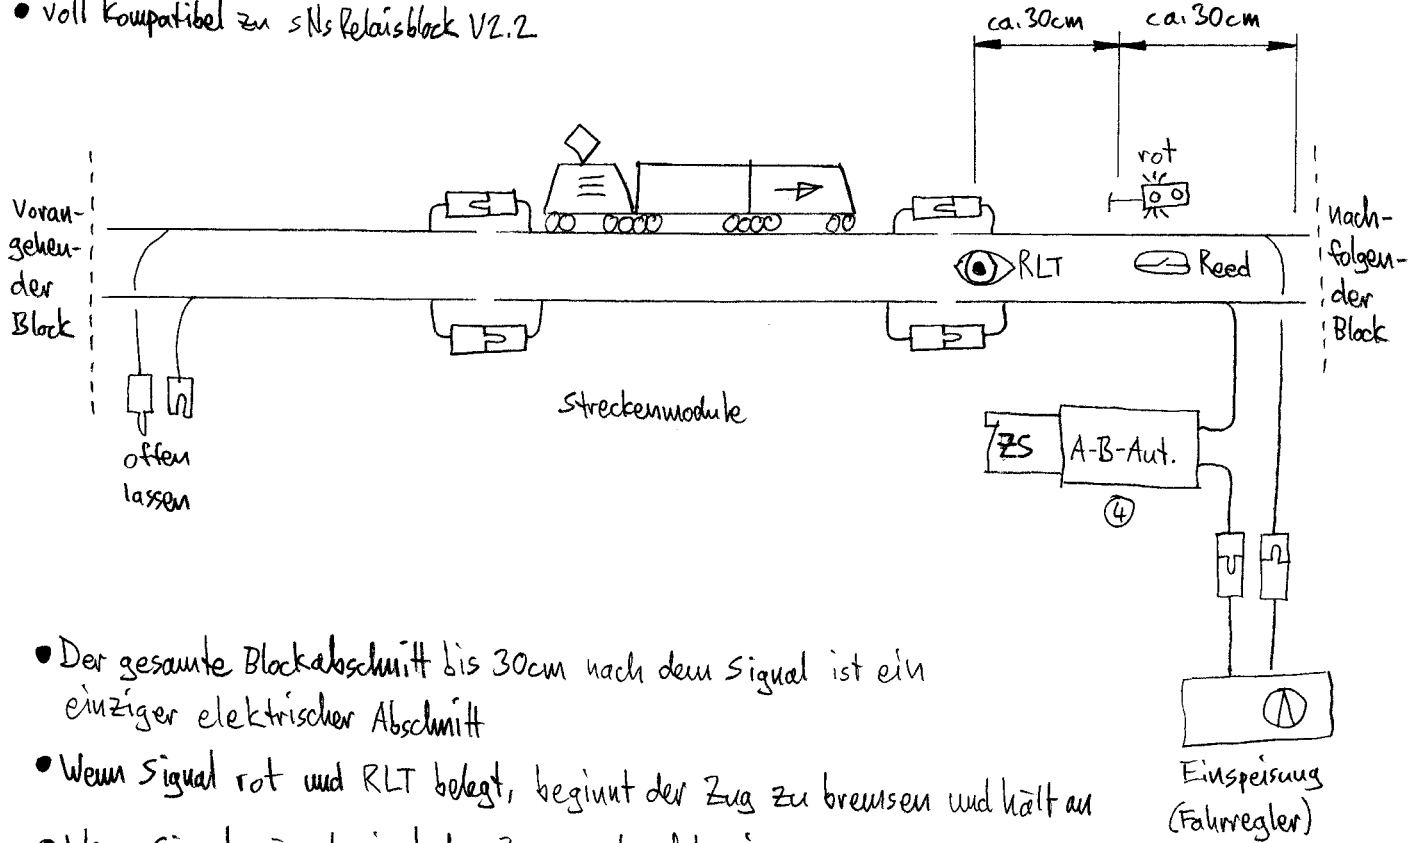 • voll kompatibel zu sNs Relaisblock V2.2
ca. 30cm
ca. 30cm
rot
Voran-
gehen-
der
Block
RLT
Reed
nach-
folgen-
der
Block
offen
lassen
Streckenmodule
ZS
A-B-Aut.
4
• Der gesamte Blockabschnitt bis 30cm nach dem Signal ist ein
einziger elektrischer Abschnitt
• Wenn Signal rot und RLT belegt, beginnt der Zug zu bremsen und hält an
Einspeisung
(Fahrregler)